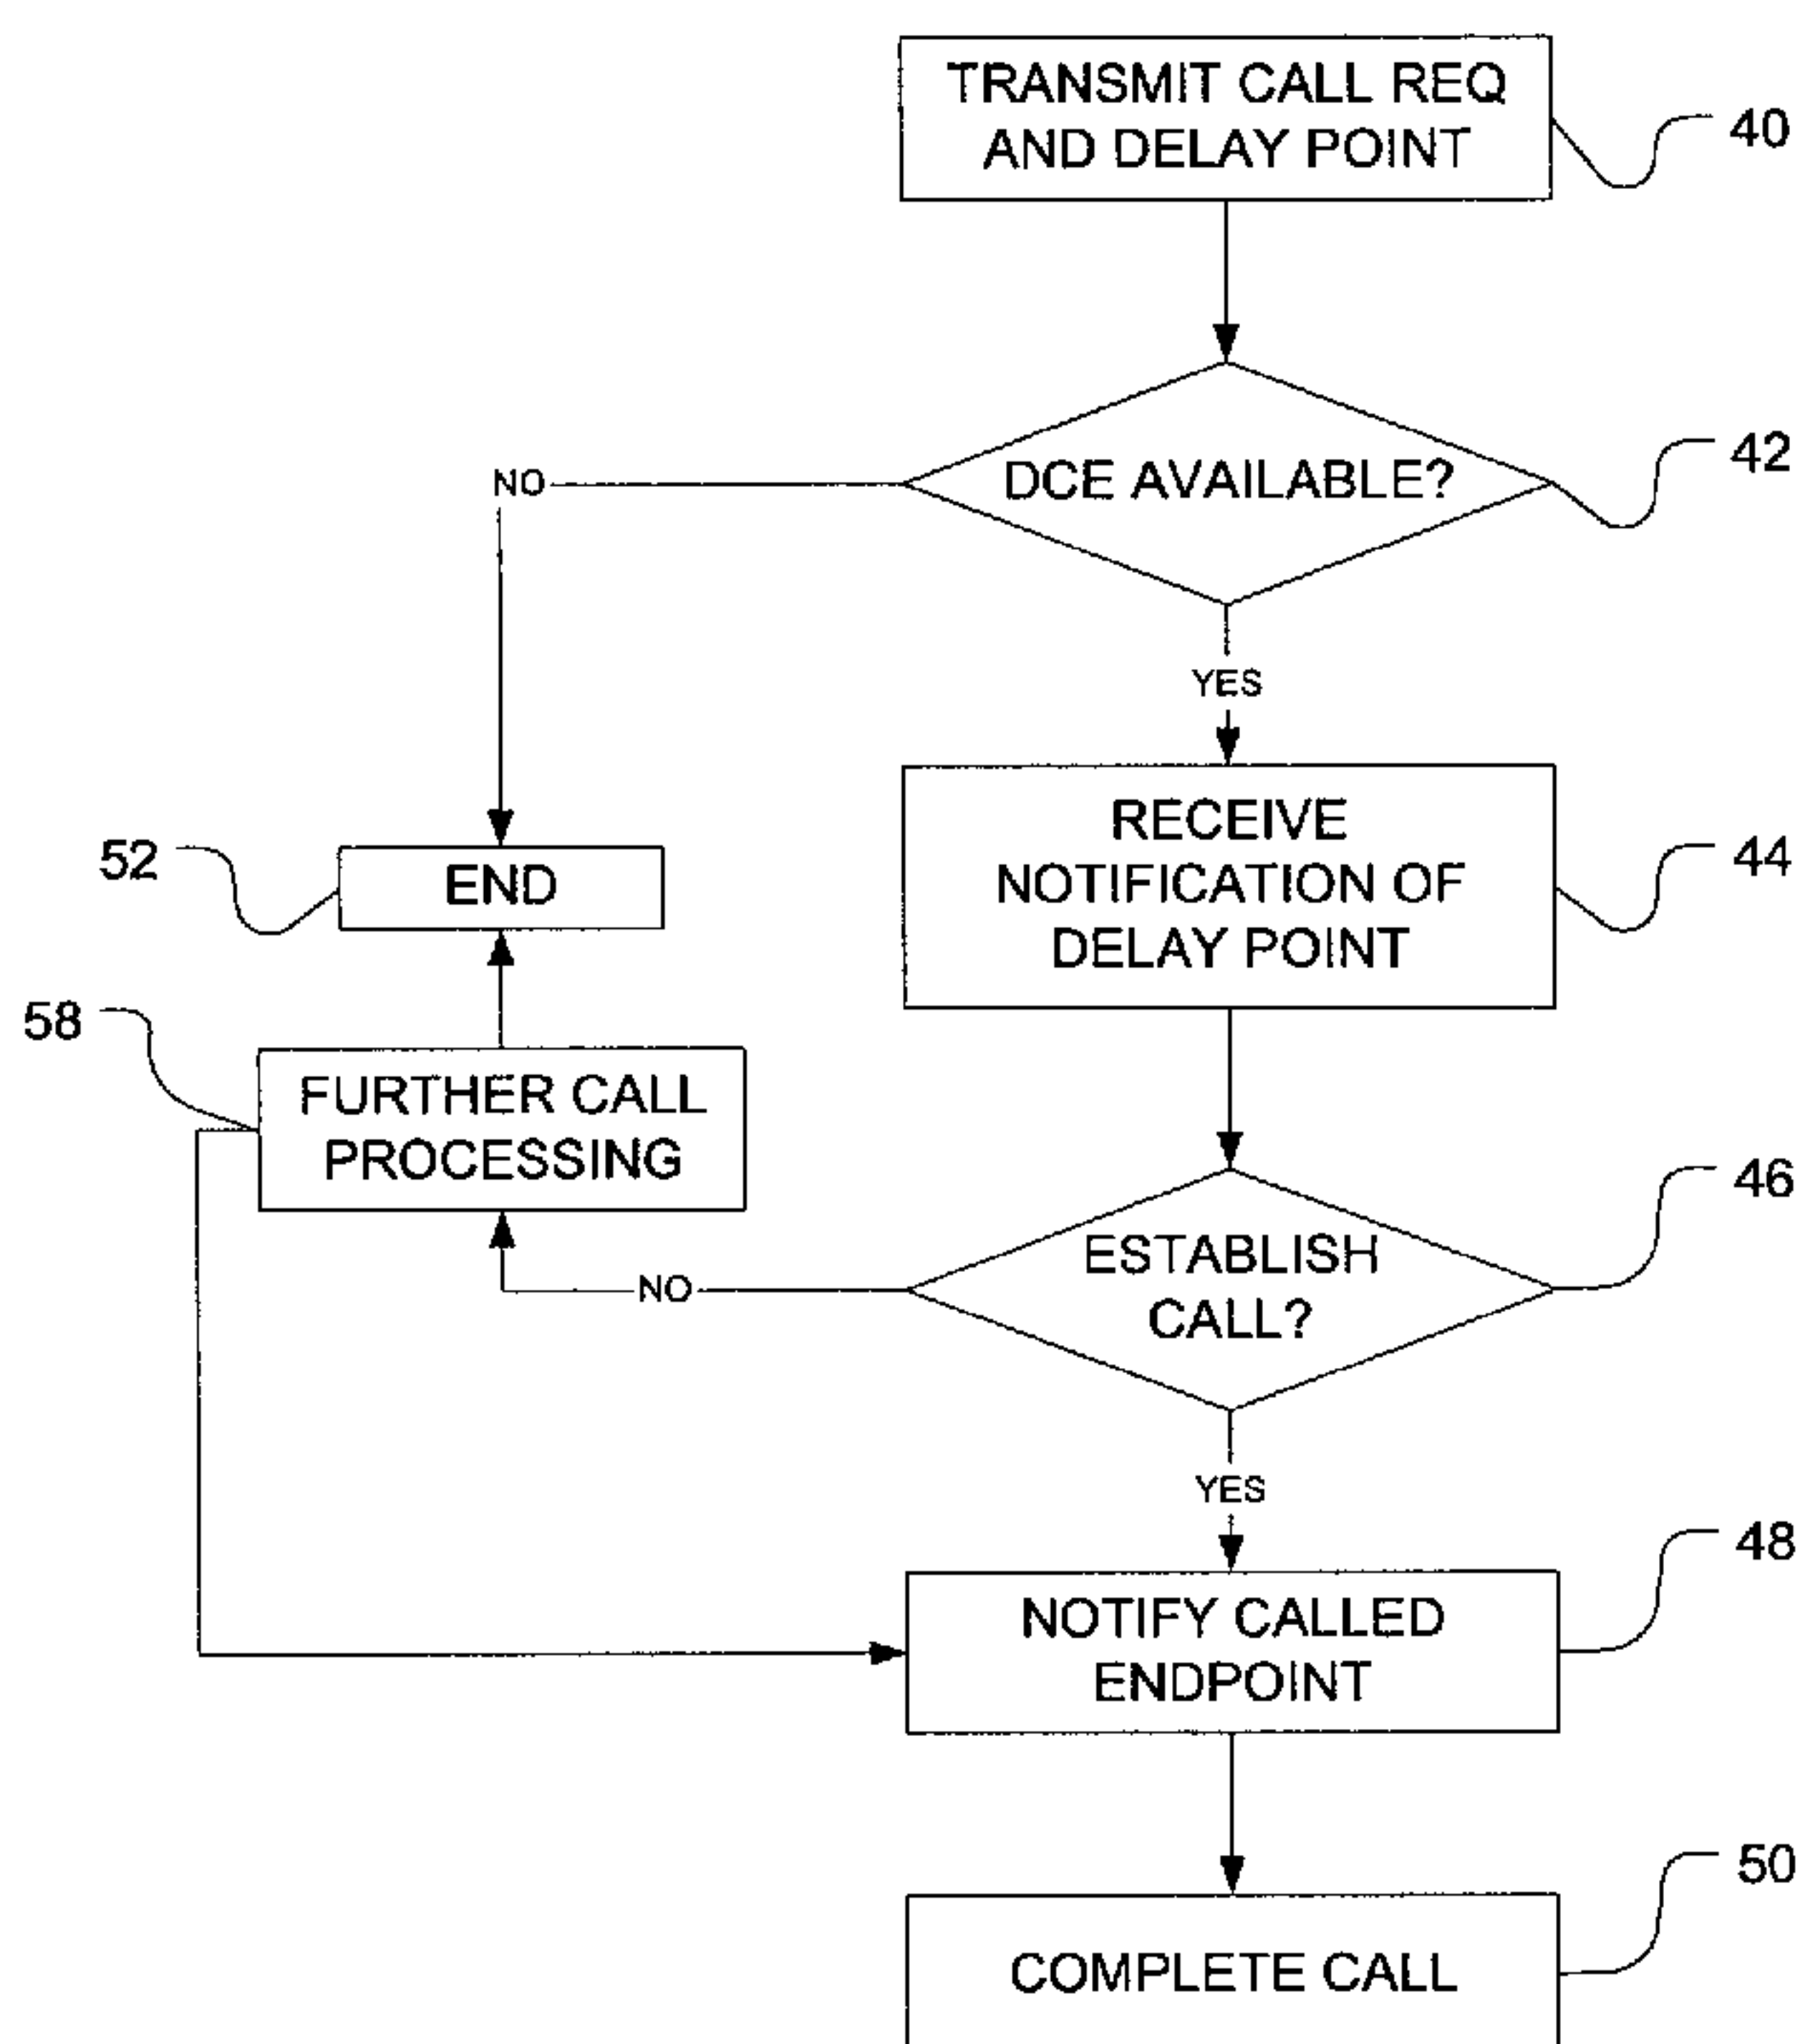 TRANSMIT CALL REQ
AND DELAY POINT
40
DCE AVAILABLE?
42
NO
YES
RECEIVE
NOTIFICATION OF
DELAY POINT
44
52
END
58
FURTHER CALL
PROCESSING
ESTABLISH
CALL?
46
NO
YES
NOTIFY CALLED
ENDPOINT
48
COMPLETE CALL
50